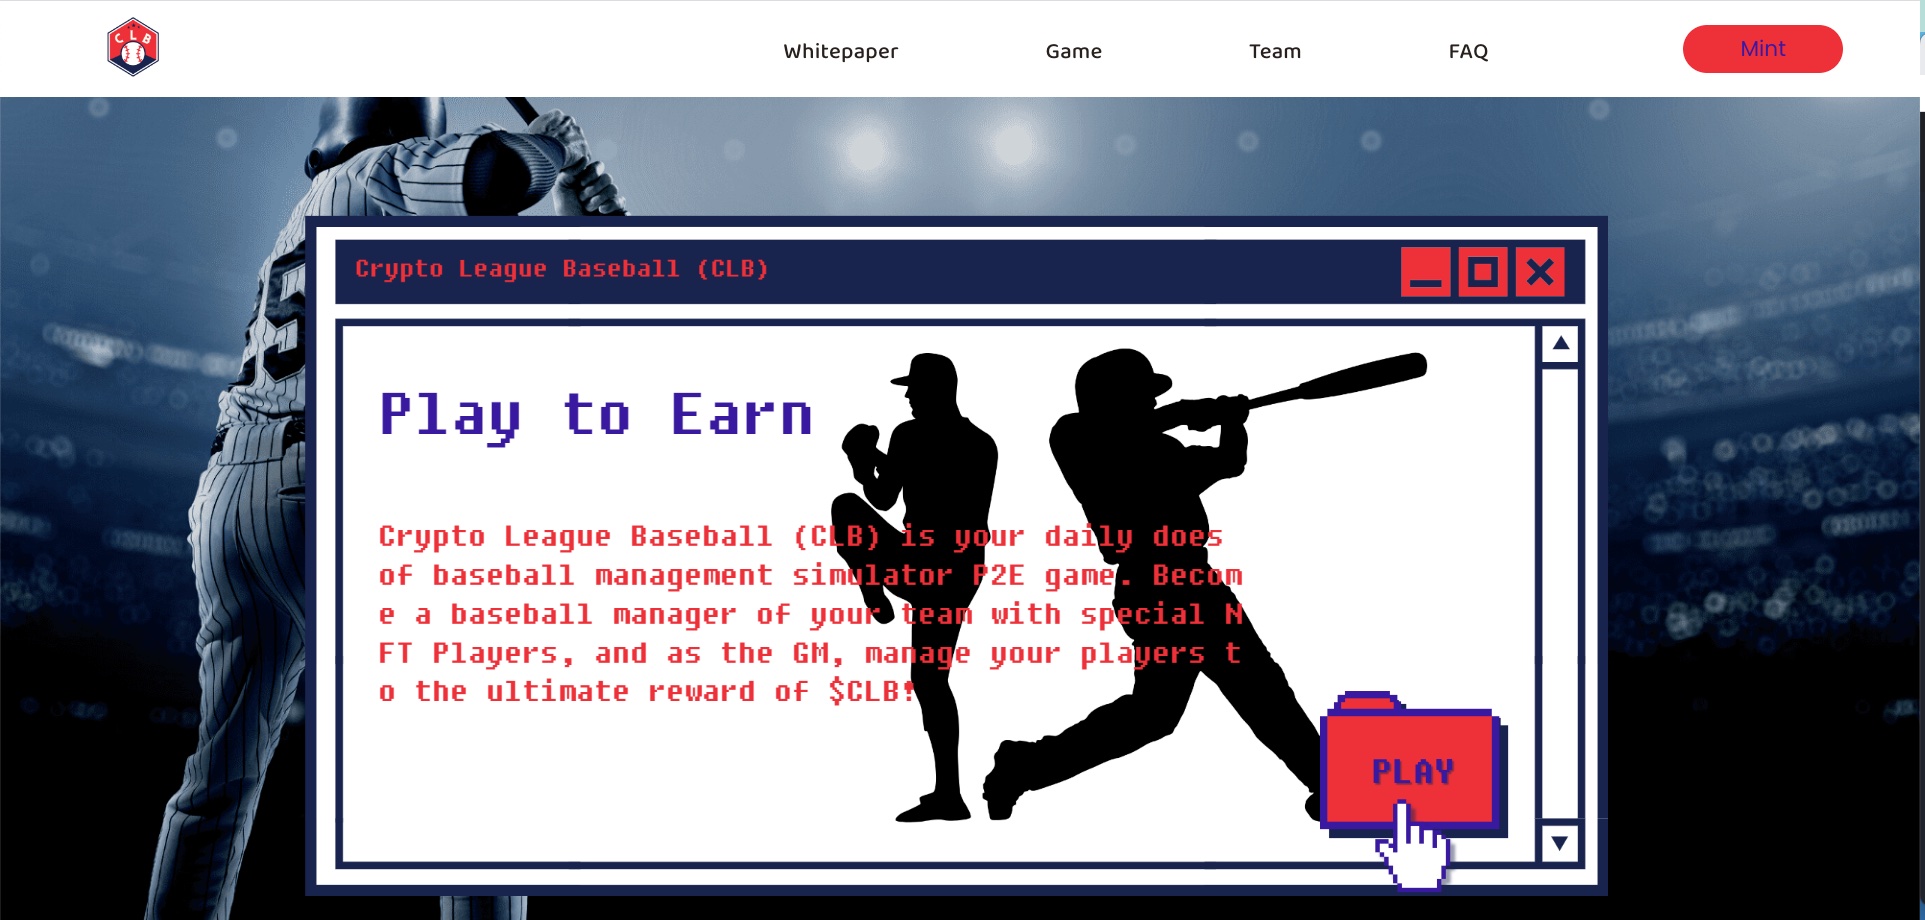 CLB
Whitepaper
Game
Team
FAQ
Mint
Crypto League Baseball (CLB)
Play to Earn
Crypto League Baseball (CLB) is your daily does
of baseball management simulator P2E game. Becom
e a baseball manager of your team with special N
FT Players, and as the GM, manage your players t
o the ultimate reward of $CLB!
PLAY